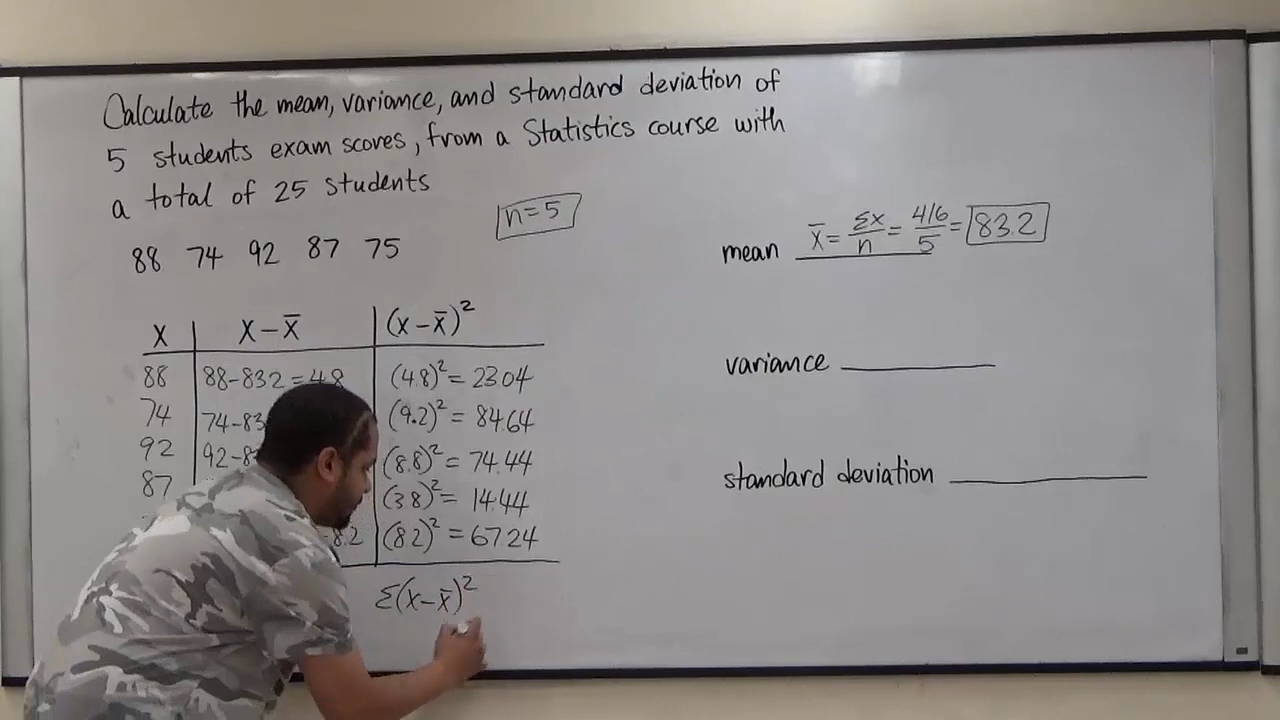 Calculate the mean, variance, and standard deviation of
5 students exam scores, from a Statistics course with
a total of 25 students
n=5
88 74 92 87 75
mean x̄ = Σx/n = 416/5 = 83.2
x | x-x̄ | (x-x̄)²
88 | 88-83.2 = 4.8 | (4.8)² = 23.04
74 | 74-83 | (9.2)² = 84.64
92 | 92-8 | (8.8)² = 74.44
87 | (3.8)² = 14.44
-8.2 | (8.2)² = 67.24
Σ(x-x̄)²
variance
standard deviation